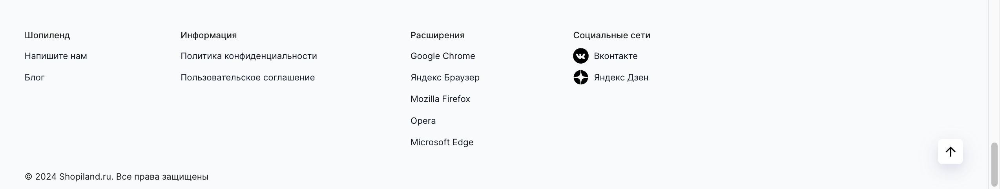 Шопиленд
Напишите нам
Блог
Информация
Политика конфиденциальности
Пользовательское соглашение
Расширения
Google Chrome
Яндекс Браузер
Mozilla Firefox
Opera
Microsoft Edge
Социальные сети
Вконтакте
Яндекс Дзен
© 2024 Shopiland.ru. Все права защищены